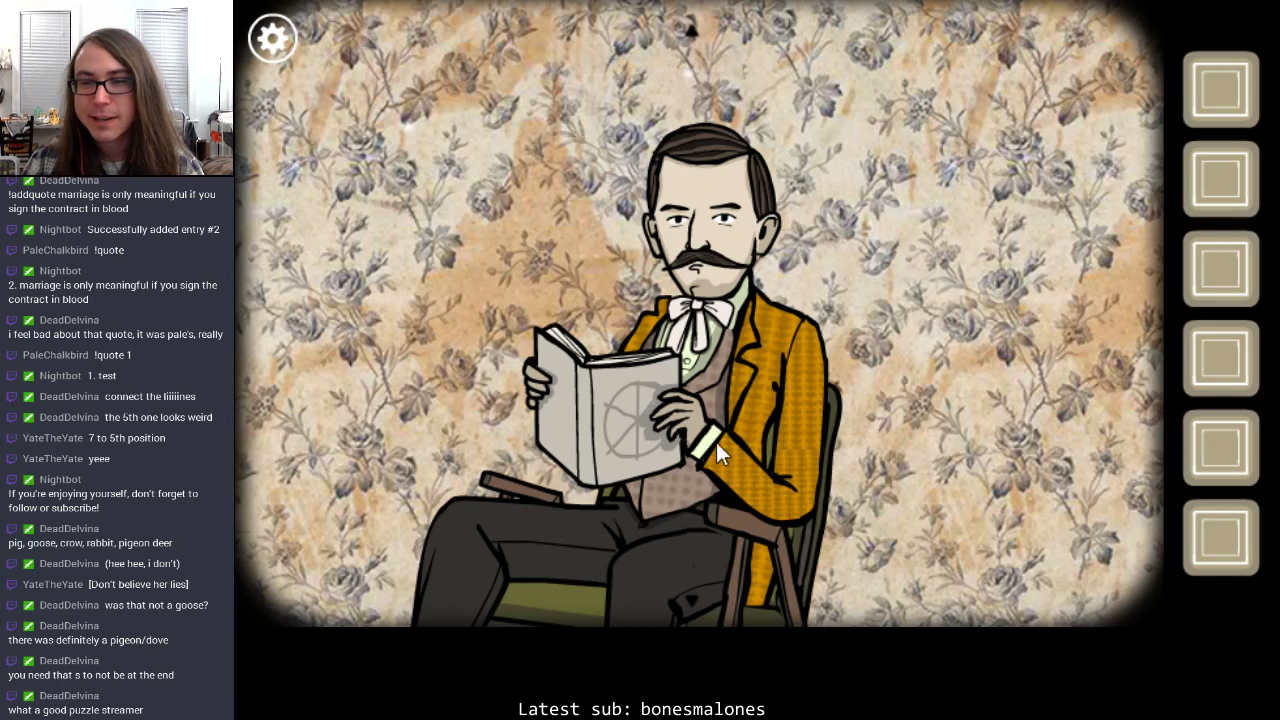 DeadDelvina
!addquote marriage is only meaningful if you
sign the contract in blood
Nightbot Successfully added entry #2
PaleChalkbird !quote
Nightbot
2. marriage is only meaningful if you sign the
contract in blood
DeadDelvina
i feel bad about that quote, it was pale's, really
PaleChalkbird !quote 1
Nightbot 1. test
DeadDelvina connect the liiiiiines
DeadDelvina the 5th one looks weird
YateTheYate 7 to 5th position
YateTheYate yeee
Nightbot
If you're enjoying yourself, don't forget to
follow or subscribe!
DeadDelvina
pig, goose, crow, rabbit, pigeon deer
DeadDelvina (hee hee, i don't)
YateTheYate [Don't believe her lies]
DeadDelvina was that not a goose?
DeadDelvina
there was definitely a pigeon/dove
DeadDelvina
you need that s to not be at the end
DeadDelvina
what a good puzzle streamer
Latest sub: bonesmalones